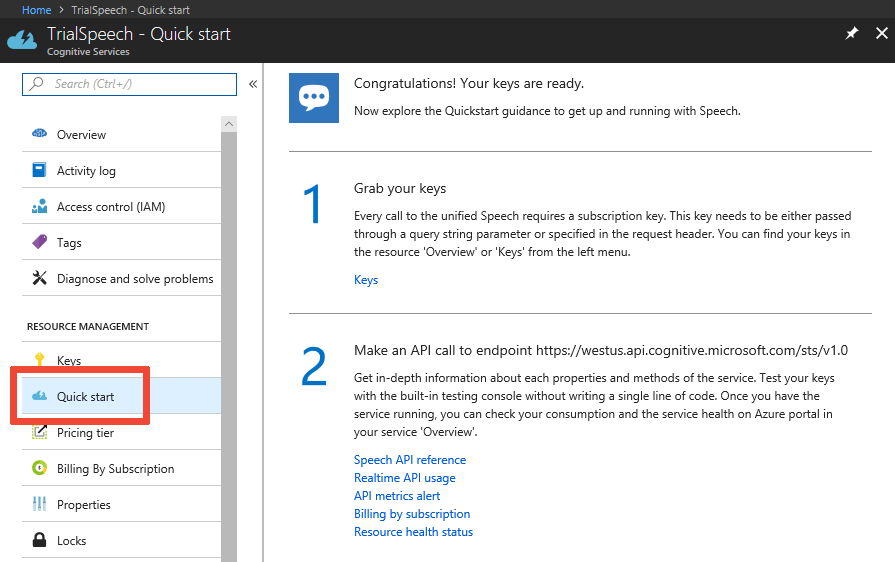 Home > TrialSpeech - Quick start
TrialSpeech - Quick start
Cognitive Services
Search (Ctrl+/)
«
Overview
Activity log
Access control (IAM)
Tags
Diagnose and solve problems
RESOURCE MANAGEMENT
Keys
Quick start
Pricing tier
Billing By Subscription
Properties
Locks
Congratulations! Your keys are ready.
Now explore the Quickstart guidance to get up and running with Speech.
1
Grab your keys
Every call to the unified Speech requires a subscription key. This key needs to be either passed
through a query string parameter or specified in the request header. You can find your keys in
the resource 'Overview' or 'Keys' from the left menu.
Keys
2
Make an API call to endpoint https://westus.api.cognitive.microsoft.com/sts/v1.0
Get in-depth information about each properties and methods of the service. Test your keys
with the built-in testing console without writing a single line of code. Once you have the
service running, you can check your consumption and the service health on Azure portal in
your service 'Overview'.
Speech API reference
Realtime API usage
API metrics alert
Billing by subscription
Resource health status